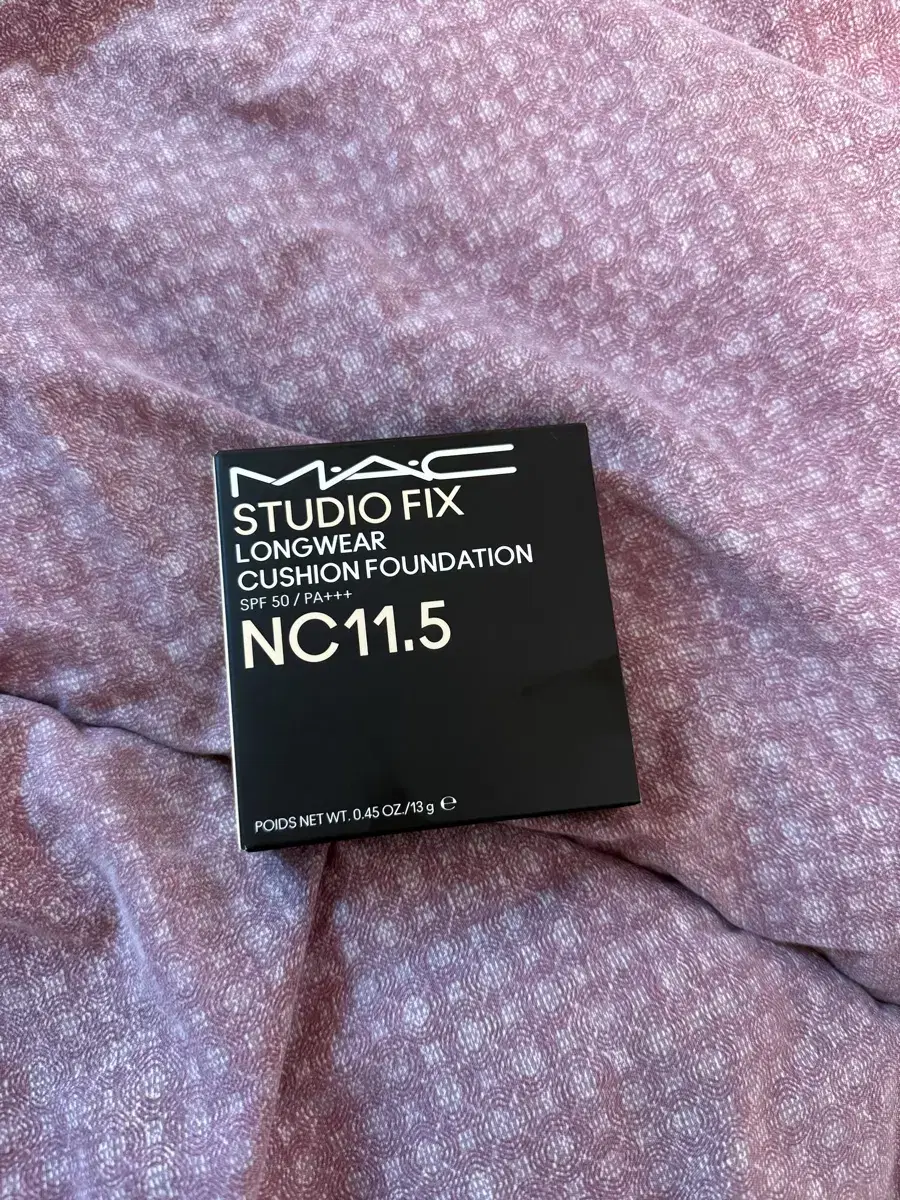 M·A·C
STUDIO FIX
LONGWEAR
CUSHION FOUNDATION
SPF 50 / PA+++
NC11.5
POIDS NET WT. 0.45 OZ./13 g ℮